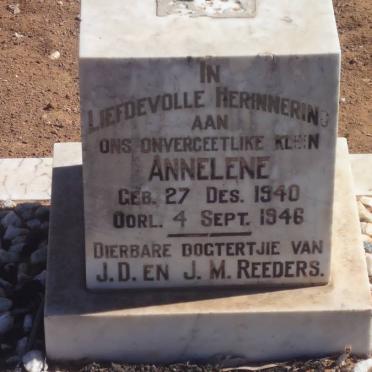 IN
LIEFDEVOLLE HERINNERING
AAN
ONS ONVERGEETLIKE KLEIN
ANNELENE
GEB. 27 DES. 1940
OORL. 4 SEPT. 1946
DIERBARE DOGTERTJIE VAN
J.D. EN J.M. REEDERS.